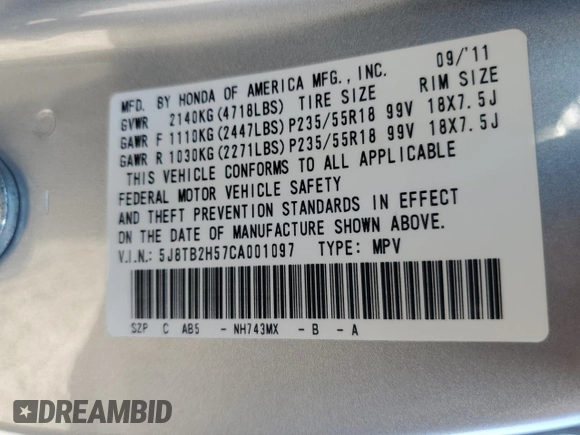 MFD. BY HONDA OF AMERICA MFG., INC. 09/'11
GVWR 2140KG(4718LBS) TIRE SIZE RIM SIZE
GAWR F 1110KG(2447LBS)P235/55R18 99V 18X7.5J
GAWR R 1030KG(2271LBS)P235/55R18 99V 18X7.5J
THIS VEHICLE CONFORMS TO ALL APPLICABLE
FEDERAL MOTOR VEHICLE SAFETY
AND THEFT PREVENTION STANDARDS IN EFFECT
ON THE DATE OF MANUFACTURE SHOWN ABOVE.
V.I.N.: 5J8TB2H57CA001097 TYPE: MPV
SZP C AB5 - NH743MX - B - A
DREAMBID